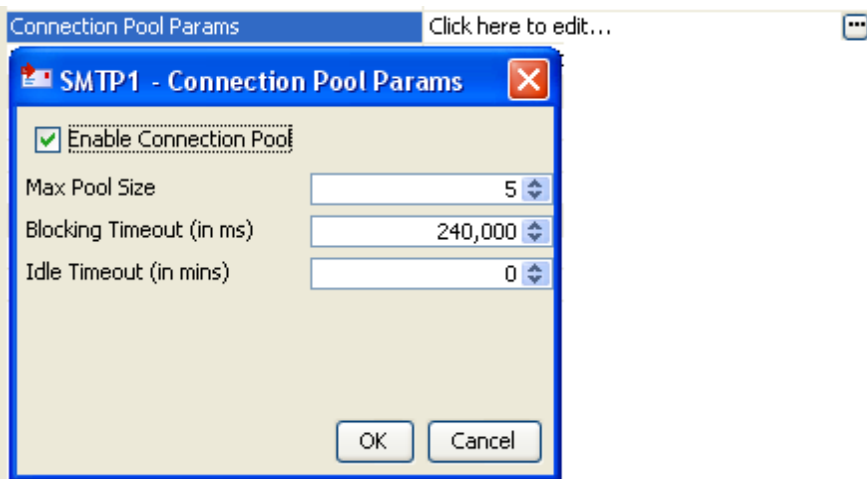 Connection Pool Params Click here to edit...
SMTP1 - Connection Pool Params
Enable Connection Pool
Max Pool Size 5
Blocking Timeout (in ms) 240,000
Idle Timeout (in mins) 0
OK Cancel